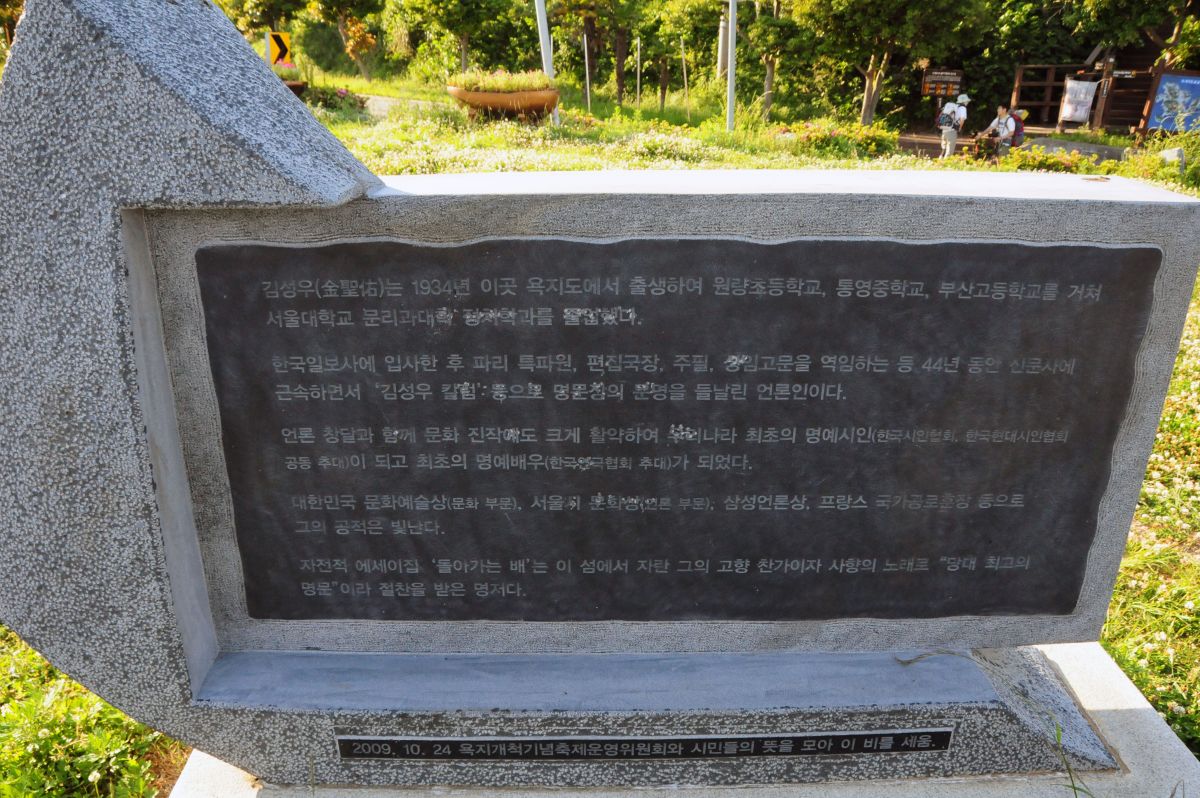 김성우(金聖佑)는 1934년 이곳 욕지도에서 출생하여 원량초등학교, 통영중학교, 부산고등학교를 거쳐
서울대학교 문리과대학 정치학과를 졸업했다.
한국일보사에 입사한 후 파리 특파원, 편집국장, 주필, 상임고문을 역임하는 등 44년 동안 신문사에
근속하면서 '김성우 칼럼' 등으로 명문장의 문명을 들날린 언론인이다.
언론 창달과 함께 문화 진작에도 크게 활약하여 우리나라 최초의 명예시인(한국시인협회, 한국현대시인협회
공동 추대)이 되고 최초의 명예배우(한국연극협회 추대)가 되었다.
대한민국 문화예술상(문화 부문), 서울시 문화상(언론 부문), 삼성언론상, 프랑스 국가공로훈장 등으로
그의 공적은 빛난다.
자전적 에세이집 '돌아가는 배'는 이 섬에서 자란 그의 고향 찬가이자 사향의 노래로 "당대 최고의
명문"이라 절찬을 받은 명저다.
2009. 10. 24 욕지개척기념축제운영위원회와 시민들의 뜻을 모아 이 비를 세움.